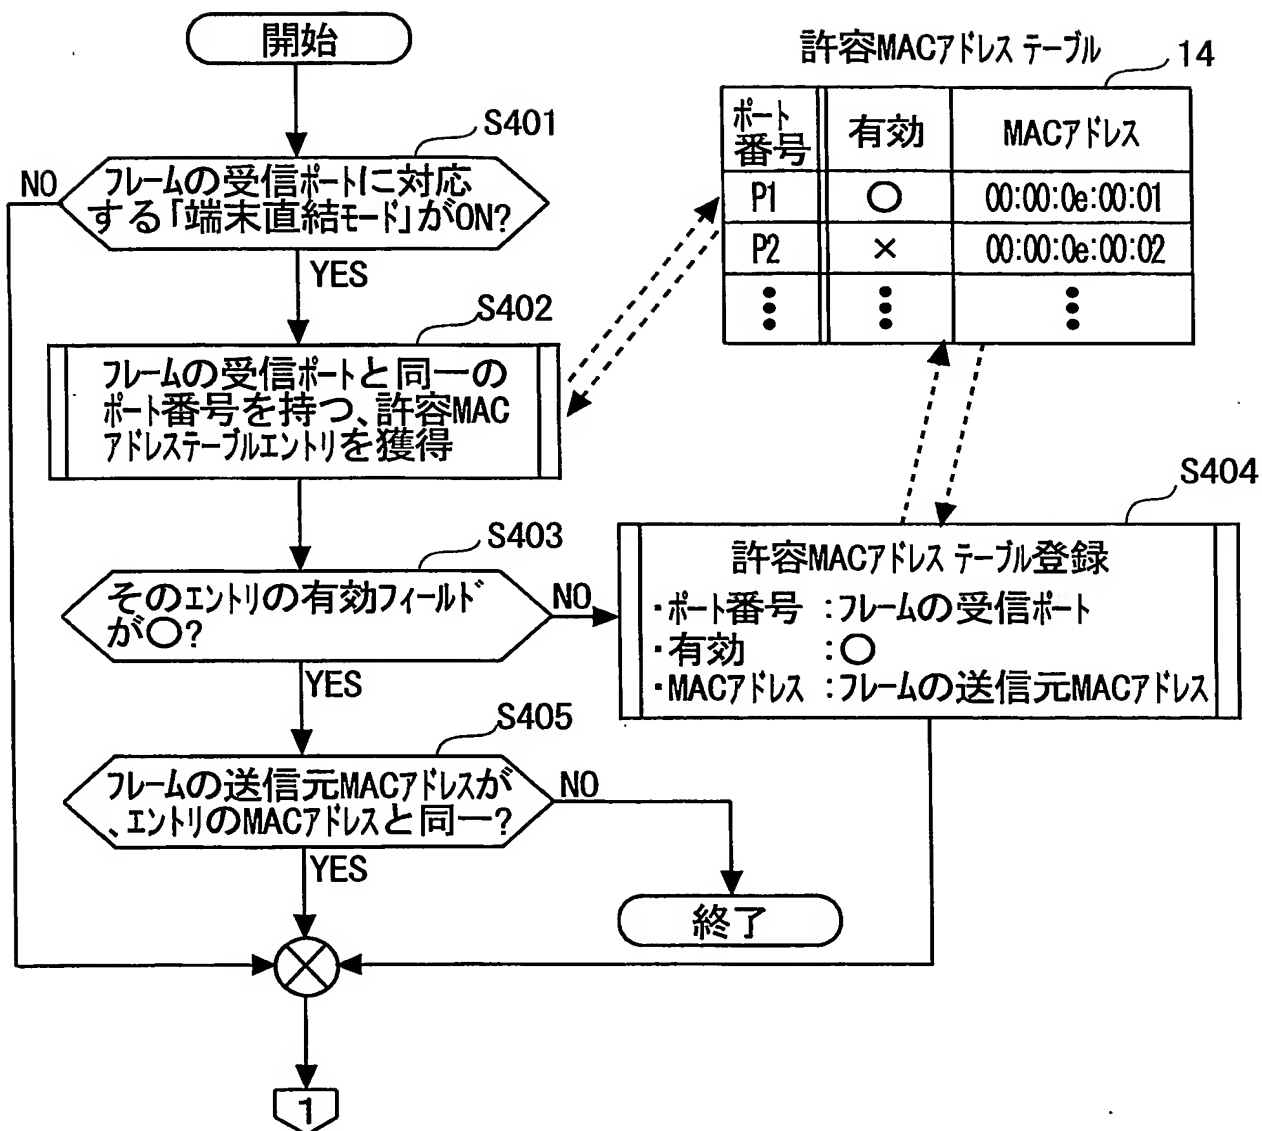 開始
許容MACアドレス テーブル
14
ポート
番号
有効
MACアドレス
P1
○
00:00:0e:00:01
P2
×
00:00:0e:00:02
S401
NO
フレームの受信ポートに対応
する「端末直結モード」がON?
YES
S402
フレームの受信ポートと同一の
ポート番号を持つ、許容MAC
アドレステーブルエントリを獲得
S403
そのエントリの有効フィールド
が○?
NO
YES
S404
許容MACアドレス テーブル登録
・ポート番号 :フレームの受信ポート
・有効 :○
・MACアドレス :フレームの送信元MACアドレス
S405
フレームの送信元MACアドレスが
、エントリのMACアドレスと同一?
NO
YES
終了
1